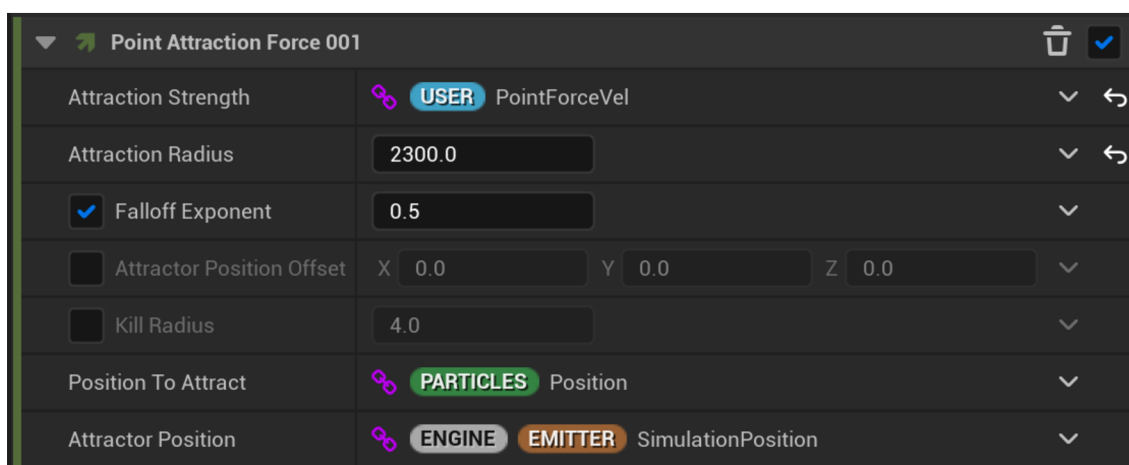 Point Attraction Force 001
Attraction Strength USER PointForceVel
Attraction Radius 2300.0
Falloff Exponent 0.5
Attractor Position Offset X 0.0 Y 0.0 Z 0.0
Kill Radius 4.0
Position To Attract PARTICLES Position
Attractor Position ENGINE EMITTER SimulationPosition